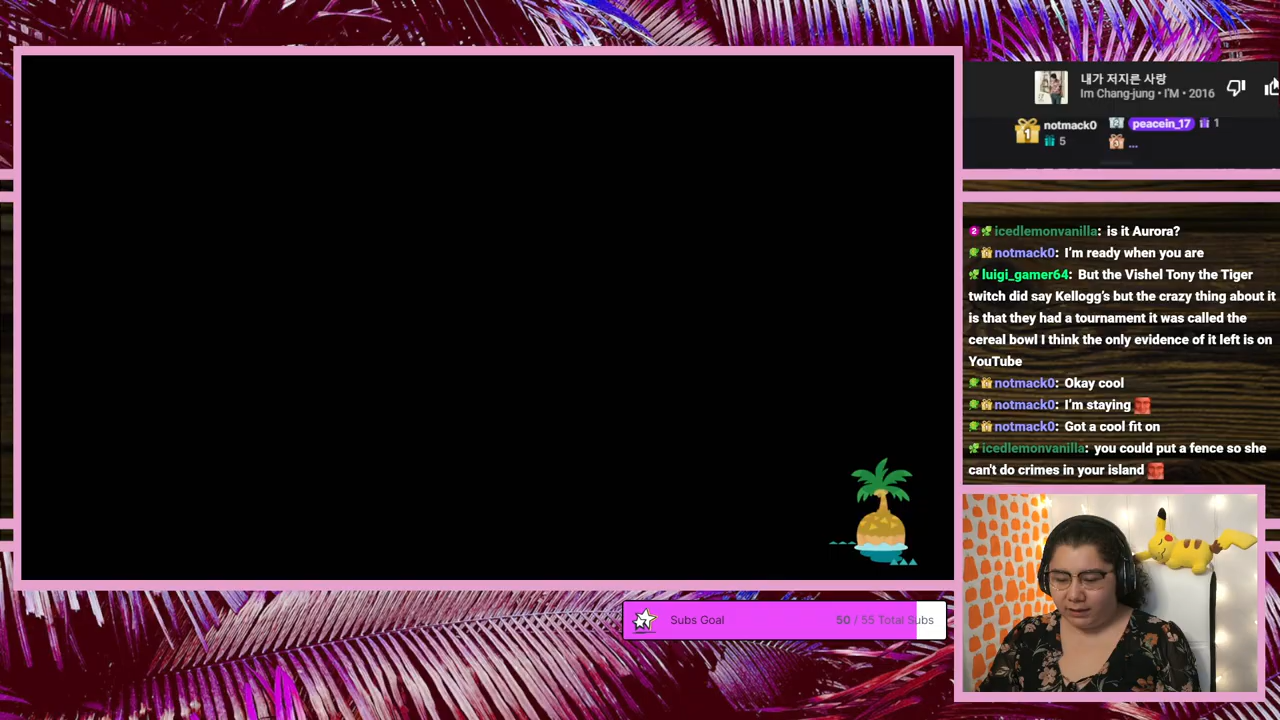 내가 저지른 사랑
Im Chang-jung • I'M • 2016
1 notmack0 2 peacein_17 1
5 3 ...
2 icedlemonvanilla: is it Aurora?
notmack0: I'm ready when you are
luigi_gamer64: But the Vishel Tony the Tiger
twitch did say Kellogg's but the crazy thing about it
is that they had a tournament it was called the
cereal bowl I think the only evidence of it left is on
YouTube
notmack0: Okay cool
notmack0: I'm staying
notmack0: Got a cool fit on
icedlemonvanilla: you could put a fence so she
can't do crimes in your island
Subs Goal 50 / 55 Total Subs